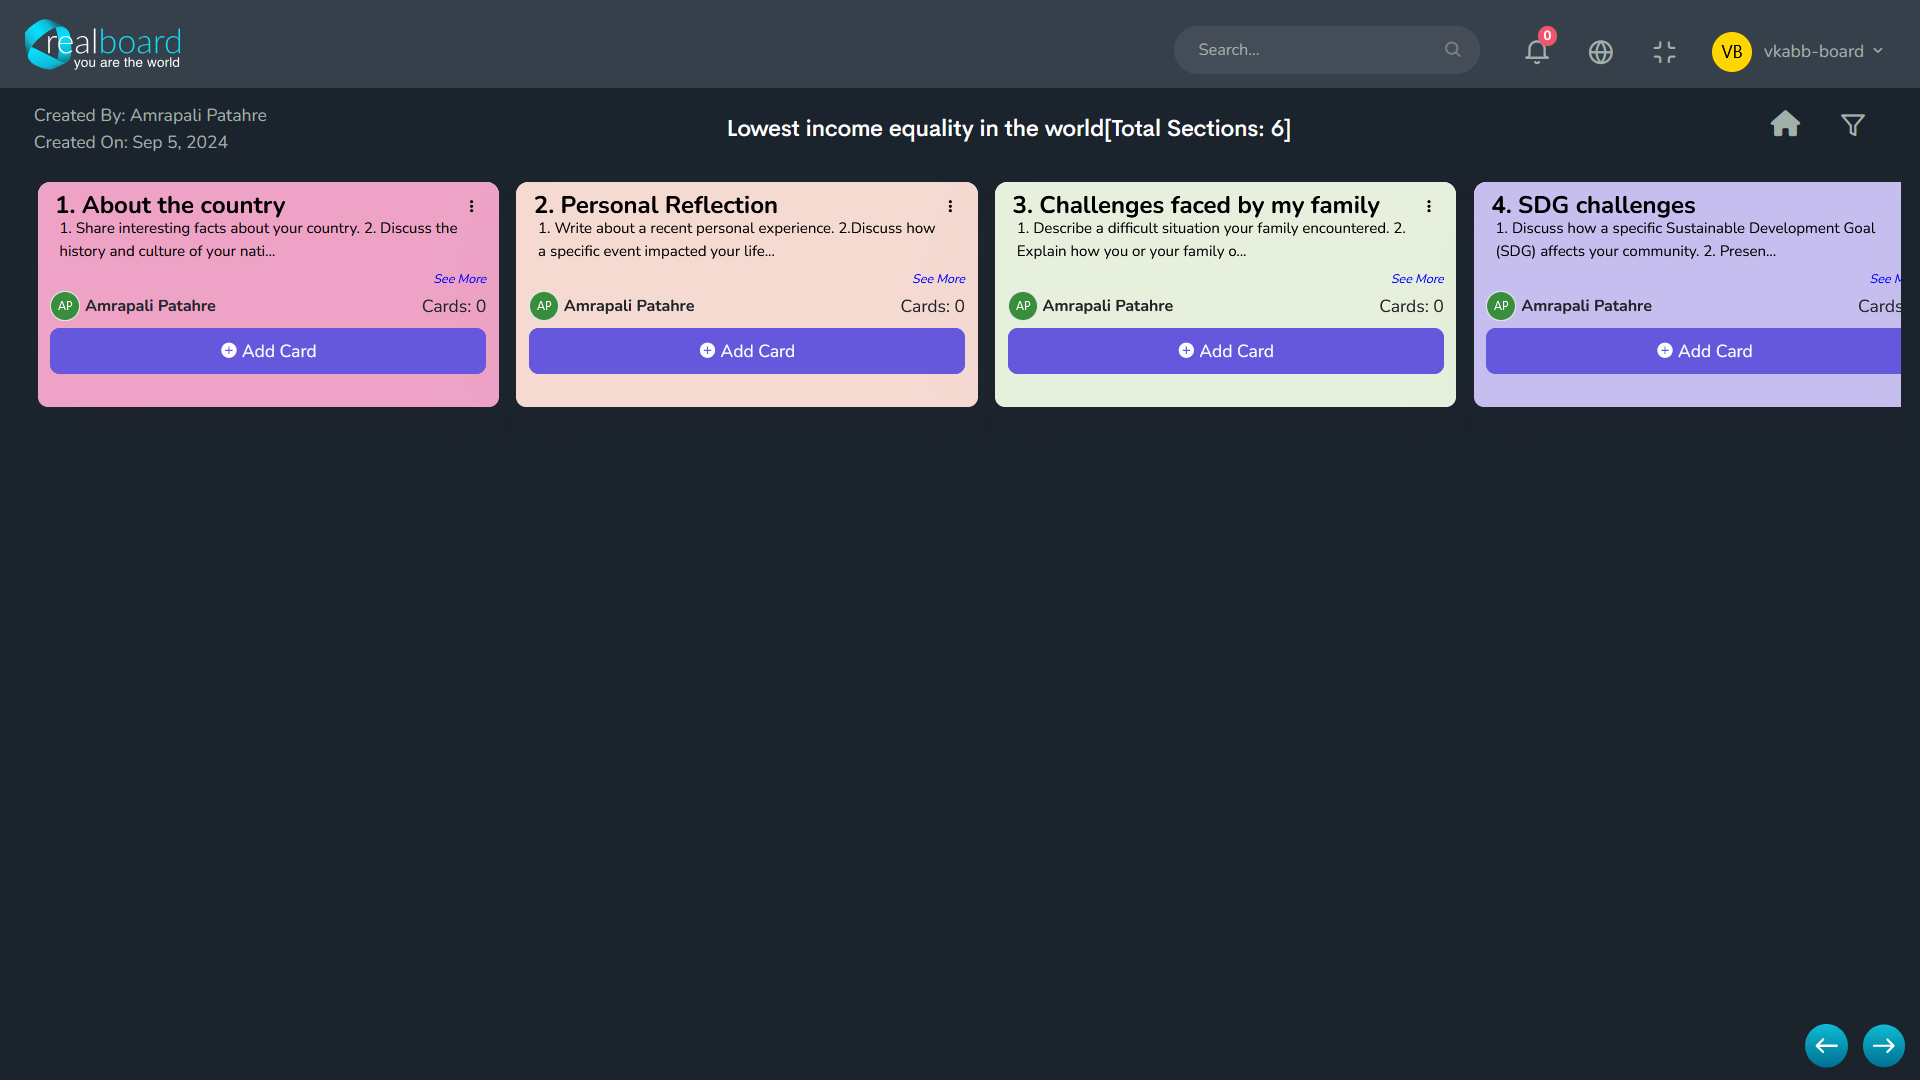 realboard
you are the world
Search...
0
VB
vkabb-board
Created By: Amrapali Patahre
Created On: Sep 5, 2024
Lowest income equality in the world[Total Sections: 6]
1. About the country
1. Share interesting facts about your country. 2. Discuss the
history and culture of your nati...
See More
AP
Amrapali Patahre
Cards: 0
Add Card
2. Personal Reflection
1. Write about a recent personal experience. 2.Discuss how
a specific event impacted your life...
See More
AP
Amrapali Patahre
Cards: 0
Add Card
3. Challenges faced by my family
1. Describe a difficult situation your family encountered. 2.
Explain how you or your family o...
See More
AP
Amrapali Patahre
Cards: 0
Add Card
4. SDG challenges
1. Discuss how a specific Sustainable Development Goal
(SDG) affects your community. 2. Presen...
See M
AP
Amrapali Patahre
Cards
Add Card